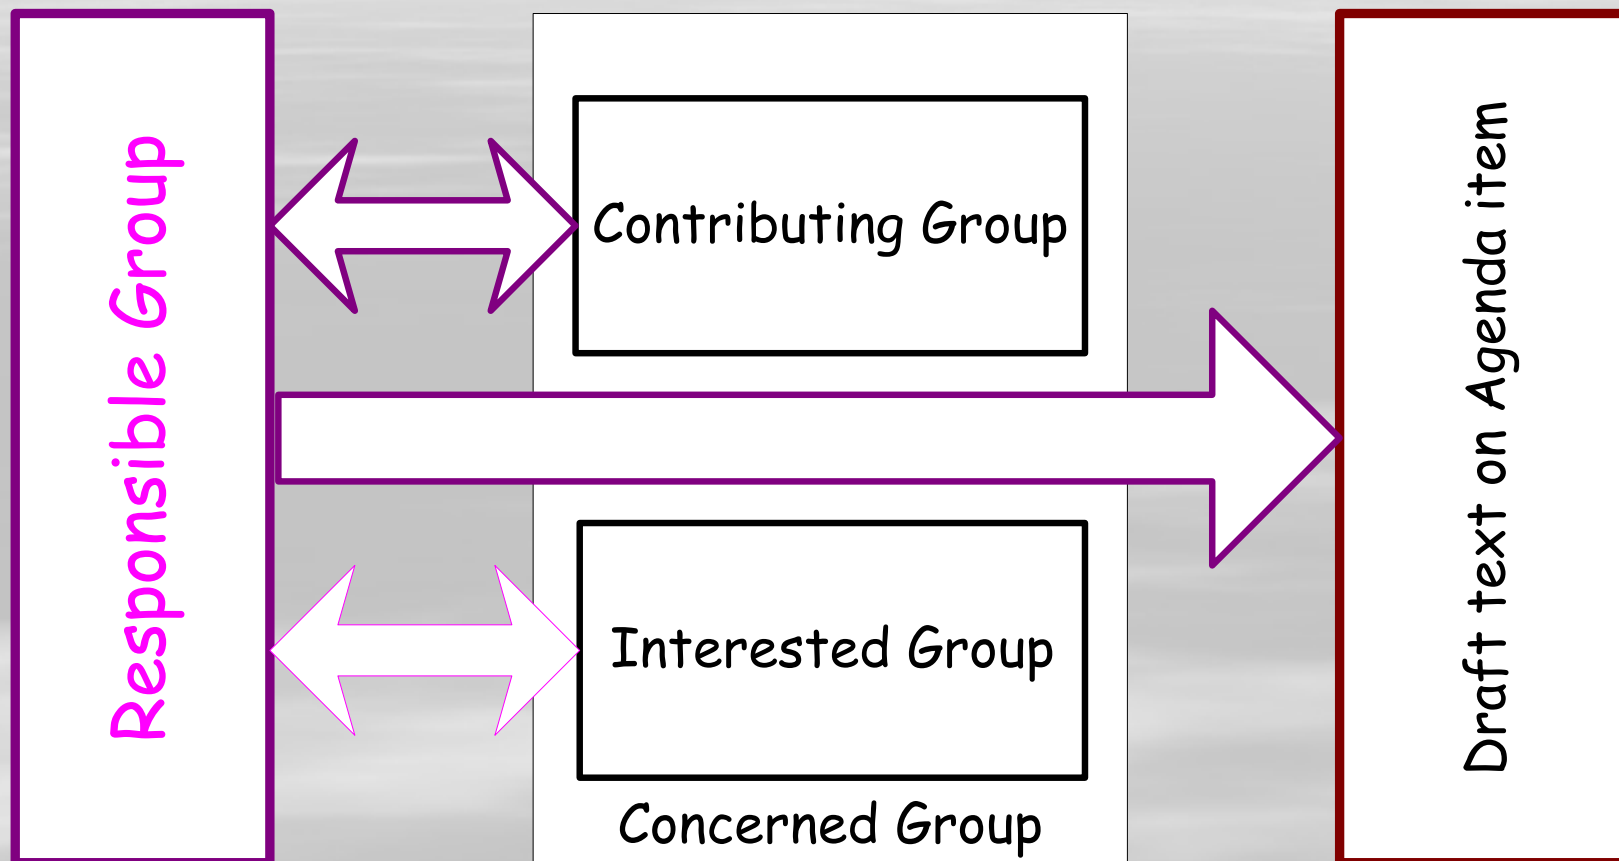 Responsible Group
Contributing Group
Interested Group
Concerned Group
Draft text on Agenda item